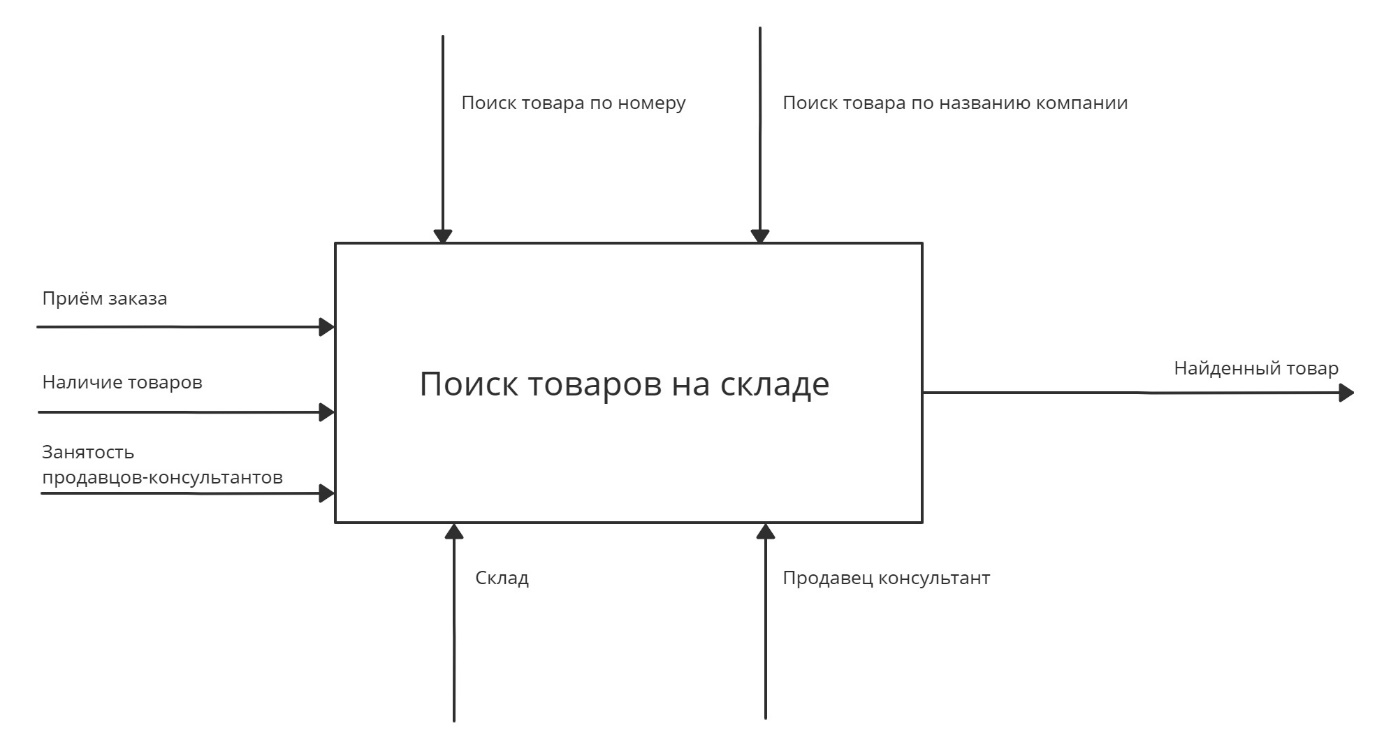 Поиск товара по номеру
Поиск товара по названию компании
Приём заказа
Наличие товаров
Занятость
продавцов-консультантов
Поиск товаров на складе
Найденный товар
Склад
Продавец консультант